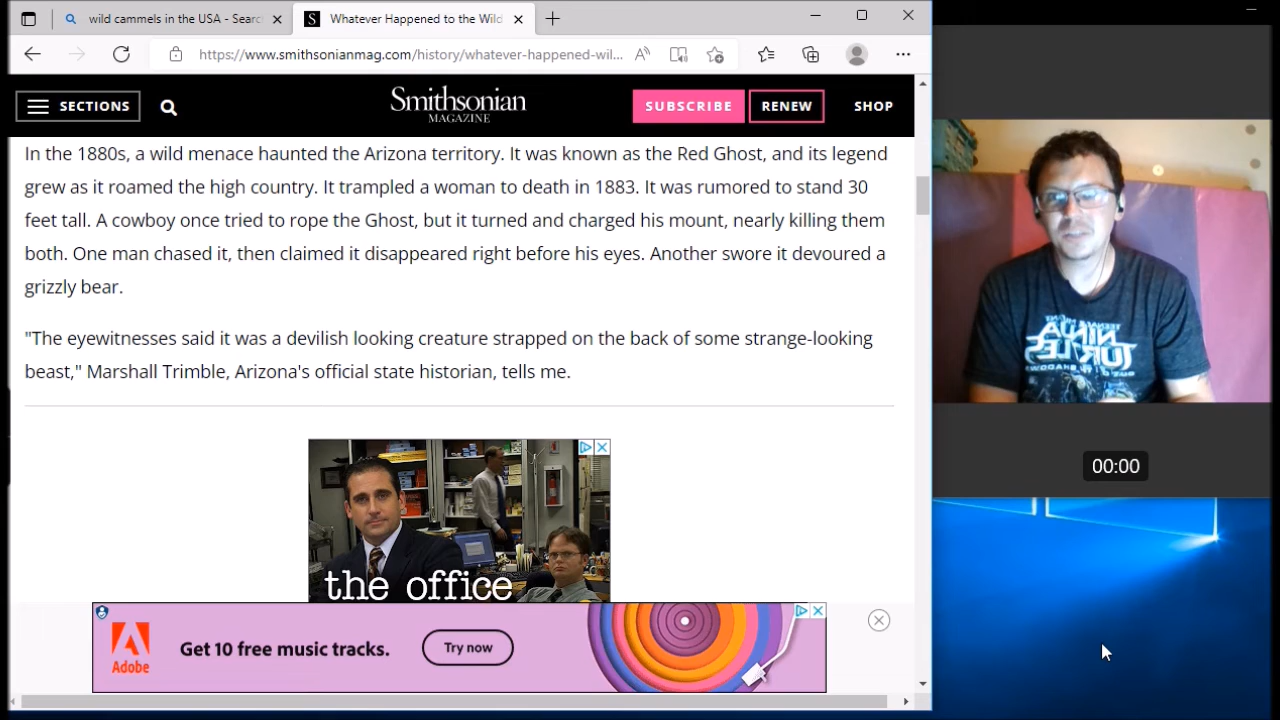 wild cammels in the USA - Searc
Whatever Happened to the Wild
https://www.smithsonianmag.com/history/whatever-happened-wil...
SECTIONS
Smithsonian
MAGAZINE
SUBSCRIBE
RENEW
SHOP
In the 1880s, a wild menace haunted the Arizona territory. It was known as the Red Ghost, and its legend
grew as it roamed the high country. It trampled a woman to death in 1883. It was rumored to stand 30
feet tall. A cowboy once tried to rope the Ghost, but it turned and charged his mount, nearly killing them
both. One man chased it, then claimed it disappeared right before his eyes. Another swore it devoured a
grizzly bear.
"The eyewitnesses said it was a devilish looking creature strapped on the back of some strange-looking
beast," Marshall Trimble, Arizona's official state historian, tells me.
the office
Adobe
Get 10 free music tracks.
Try now
TEENAGE MUTANT
NINJA
TURTLES
00:00